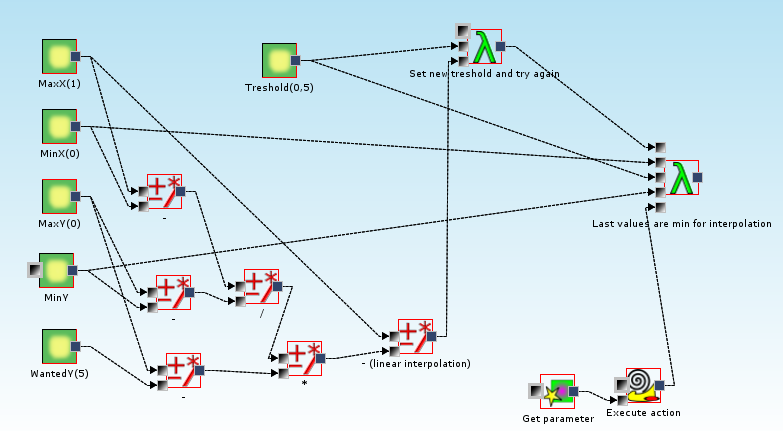 MaxX(1)
Treshold(0,5)
Set new treshold and try again
MinX(0)
MaxY(0)
-
Last values are min for interpolation
MinY
-
/
WantedY(5)
-
*
- (linear interpolation)
Get parameter
Execute action